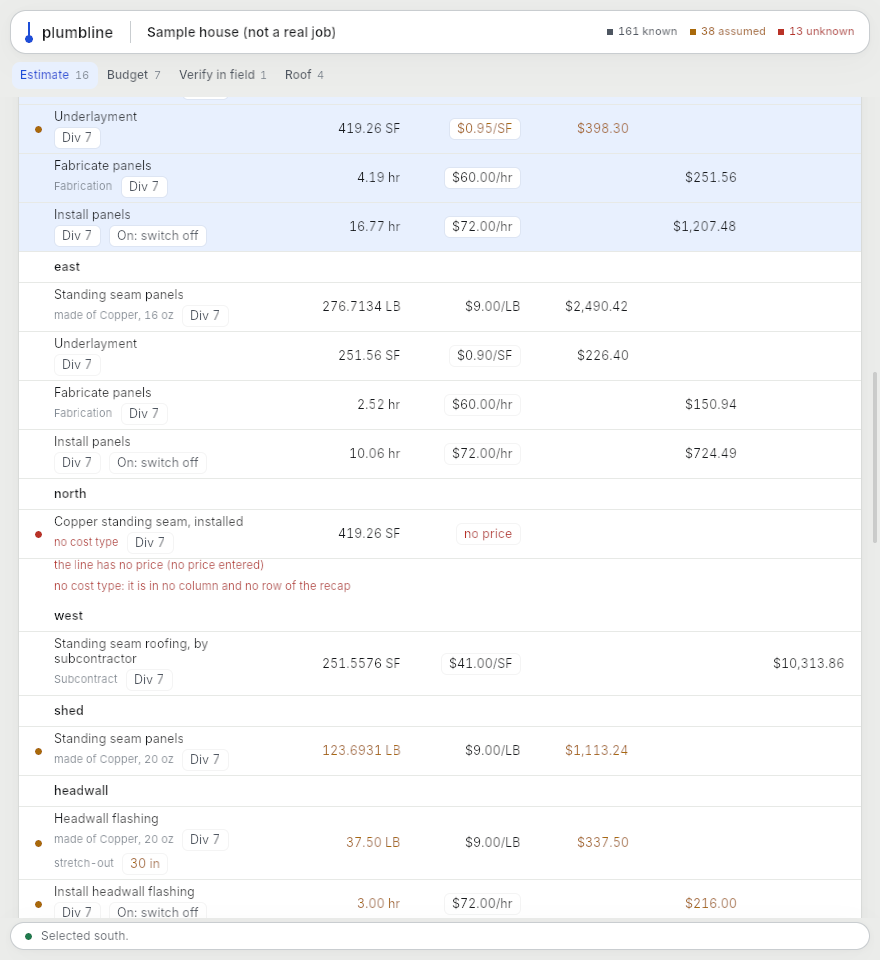 plumbline Sample house (not a real job) 161 known 38 assumed 13 unknown
Estimate 16 Budget 7 Verify in field 1 Roof 4
Underlayment
419.26 SF $0.95/SF $398.30
Div 7
Fabricate panels
4.19 hr $60.00/hr $251.56
Fabrication Div 7
Install panels
16.77 hr $72.00/hr $1,207.48
Div 7 On: switch off
east
Standing seam panels
276.7134 LB $9.00/LB $2,490.42
made of Copper, 16 oz Div 7
Underlayment
251.56 SF $0.90/SF $226.40
Div 7
Fabricate panels
2.52 hr $60.00/hr $150.94
Fabrication Div 7
Install panels
10.06 hr $72.00/hr $724.49
Div 7 On: switch off
north
Copper standing seam, installed
419.26 SF no price
no cost type Div 7
the line has no price (no price entered)
no cost type: it is in no column and no row of the recap
west
Standing seam roofing, by
subcontractor
251.5576 SF $41.00/SF $10,313.86
Subcontract Div 7
shed
Standing seam panels
123.6931 LB $9.00/LB $1,113.24
made of Copper, 20 oz Div 7
headwall
Headwall flashing
made of Copper, 20 oz Div 7
37.50 LB $9.00/LB $337.50
stretch-out 30 in
Install headwall flashing
3.00 hr $72.00/hr $216.00
Div 7 On: switch off
Selected south.